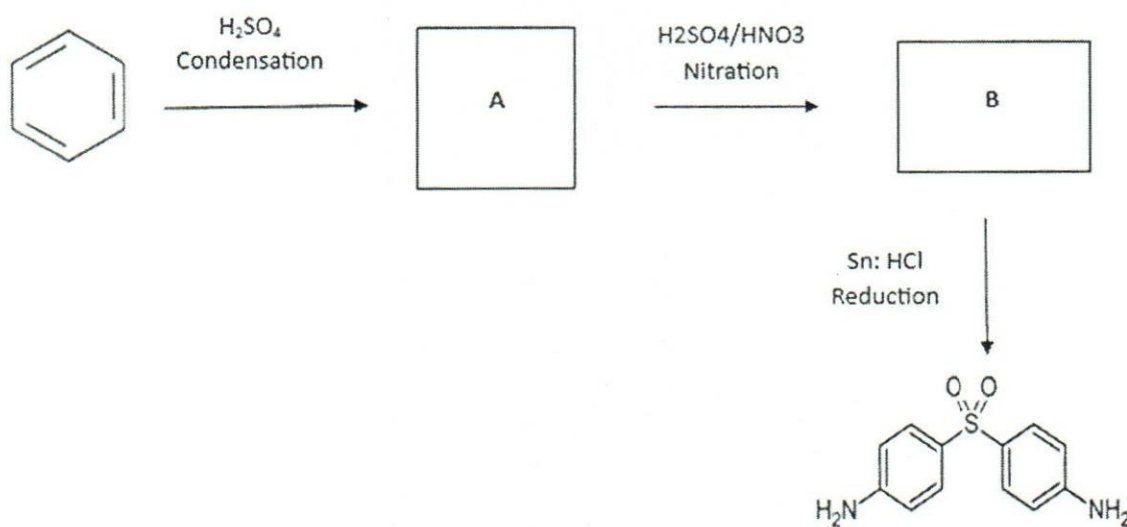 H₂SO₄
Condensation
A
H2SO4/HNO3
Nitration
B
Sn: HCl
Reduction
O O
S
H₂N
NH₂